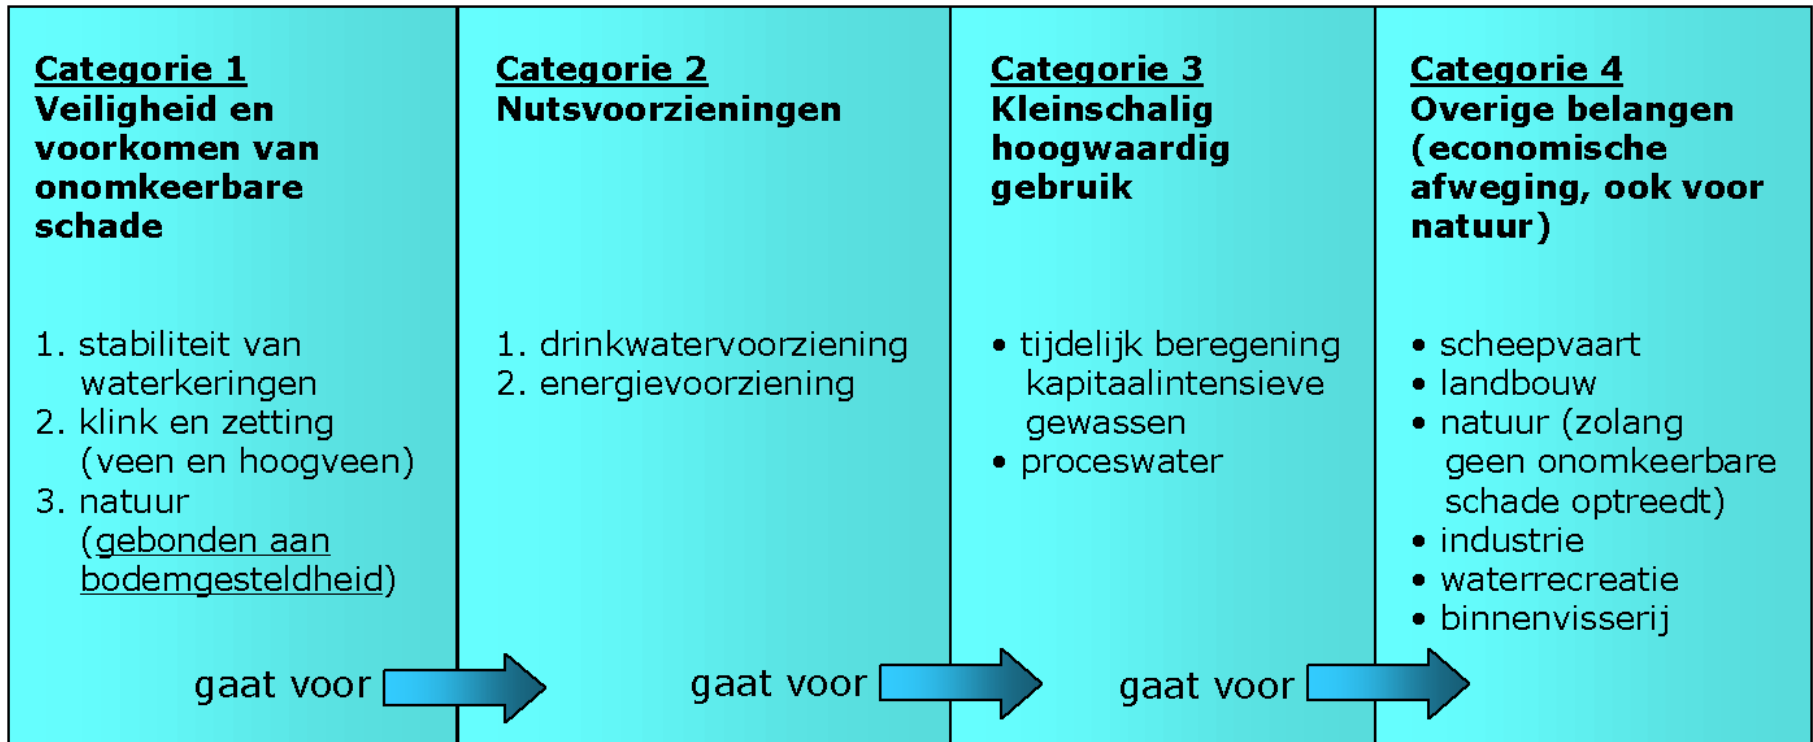 Categorie 1
Veiligheid en
voorkomen van
onomkeerbare
schade
1. stabiliteit van
waterkeringen
2. klink en zetting
(veen en hoogveen)
3. natuur
(gebonden aan
bodemgesteldheid)
gaat voor
Categorie 2
Nutsvoorzieningen
1. drinkwatervoorziening
2. energievoorziening
gaat voor
Categorie 3
Kleinschalig
hoogwaardig
gebruik
• tijdelijk beregening
kapitaalintensieve
gewassen
• proceswater
gaat voor
Categorie 4
Overige belangen
(economische
afweging, ook voor
natuur)
• scheepvaart
• landbouw
• natuur (zolang
geen onomkeerbare
schade optreedt)
• industrie
• waterrecreatie
• binnenvisserij